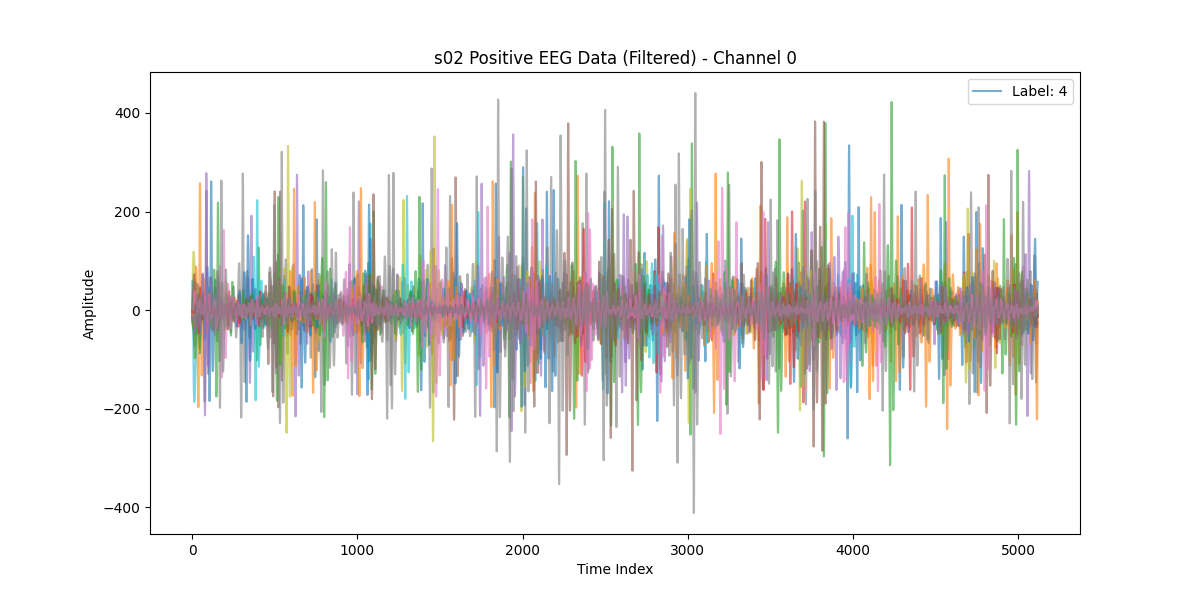 s02 Positive EEG Data (Filtered) - Channel 0
Label: 4
Amplitude
400
200
0
−200
−400
0 1000 2000 3000 4000 5000
Time Index